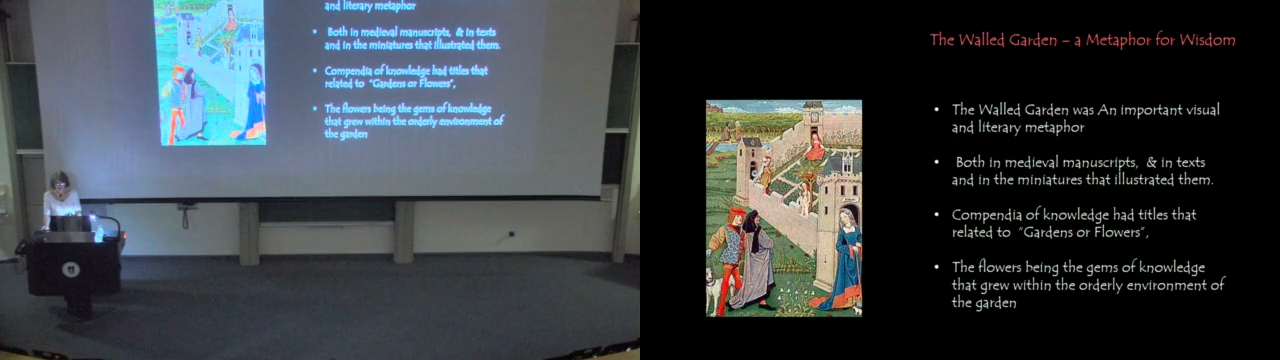 and literary metaphor
• Both in medieval manuscripts, & in texts
and in the miniatures that illustrated them.
• Compendia of knowledge had titles that
related to "Gardens or Flowers",
• The flowers being the gems of knowledge
that grew within the orderly environment of
the garden
The Walled Garden – a Metaphor for Wisdom
• The Walled Garden was An important visual
and literary metaphor
• Both in medieval manuscripts, & in texts
and in the miniatures that illustrated them.
• Compendia of knowledge had titles that
related to "Gardens or Flowers",
• The flowers being the gems of knowledge
that grew within the orderly environment of
the garden